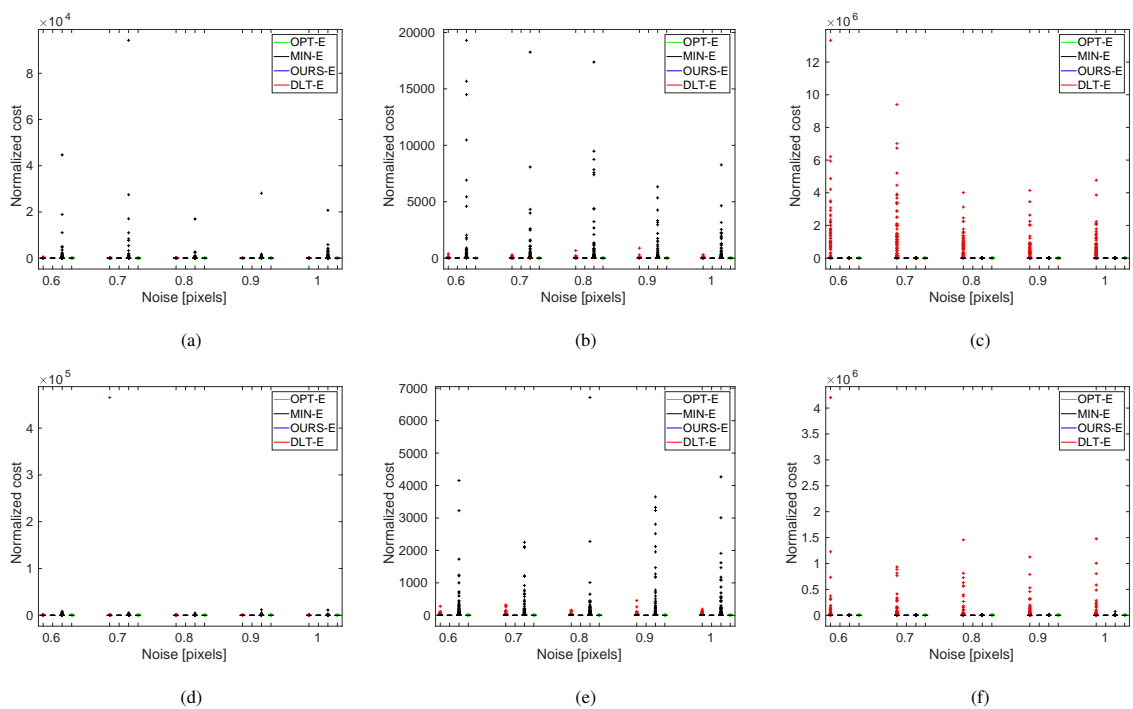 ×10^4
OPT-E
MIN-E
OURS-E
DLT-E
8
6
4
2
0
Normalized cost
0.6 0.7 0.8 0.9 1
Noise [pixels]
(a)
20000
OPT-E
MIN-E
OURS-E
DLT-E
15000
10000
5000
0
Normalized cost
0.6 0.7 0.8 0.9 1
Noise [pixels]
(b)
×10^6
OPT-E
MIN-E
OURS-E
DLT-E
14
12
10
8
6
4
2
0
Normalized cost
0.6 0.7 0.8 0.9 1
Noise [pixels]
(c)
×10^5
OPT-E
MIN-E
OURS-E
DLT-E
4
3
2
1
0
Normalized cost
0.6 0.7 0.8 0.9 1
Noise [pixels]
(d)
7000
OPT-E
MIN-E
OURS-E
DLT-E
6000
5000
4000
3000
2000
1000
0
Normalized cost
0.6 0.7 0.8 0.9 1
Noise [pixels]
(e)
×10^6
OPT-E
MIN-E
OURS-E
DLT-E
4
3.5
3
2.5
2
1.5
1
0.5
0
Normalized cost
0.6 0.7 0.8 0.9 1
Noise [pixels]
(f)